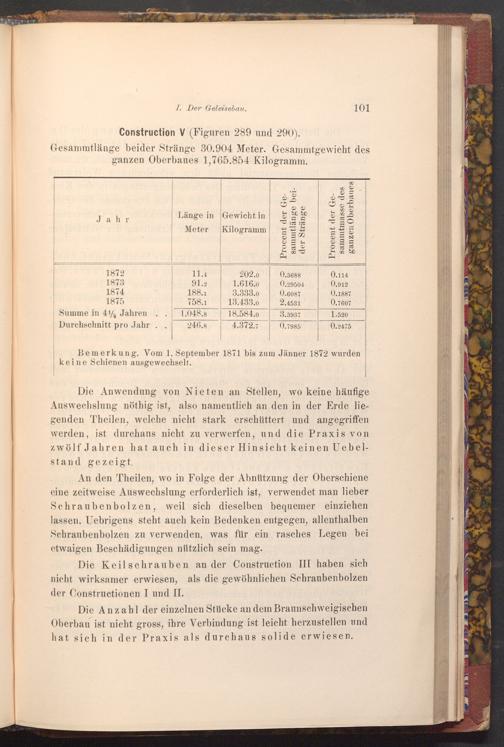 I. Der Geleisebau. 101
Construction V (Figuren 289 und 290).
Gesammtlänge beider Stränge 30.904 Meter. Gesammtgewicht des
ganzen Oberbaues 1,765.854 Kilogramm.
Jahr Länge in Meter Gewicht in Kilogramm Procent der Gesammtlänge beider Stränge Procent der Gesammtmasse des ganzen Oberbaues
1872 11.4 202.0 0.3688 0.114
1873 91.2 1.616.0 0.29504 0.912
1874 188.1 3.333.0 0.6087 0.1887
1875 758.1 13.433.0 2.4531 0.7607
Summe in 4¼ Jahren . . 1.048.8 18.584.0 3.3937 1.520
Durchschnitt pro Jahr . . 246.8 4.372.7 0.7985 0.2475
Bemerkung. Vom 1. September 1871 bis zum Jänner 1872 wurden
keine Schienen ausgewechselt.
Die Anwendung von Nieten an Stellen, wo keine häufige
Auswechslung nöthig ist, also namentlich an den in der Erde lie-
genden Theilen, welche nicht stark erschüttert und angegriffen
werden, ist durchaus nicht zu verwerfen, und die Praxis von
zwölf Jahren hat auch in dieser Hinsicht keinen Uebel-
stand gezeigt.
An den Theilen, wo in Folge der Abnützung der Oberschiene
eine zeitweise Auswechslung erforderlich ist, verwendet man lieber
Schraubenbolzen, weil sich dieselben bequemer einziehen
lassen. Uebrigens steht auch kein Bedenken entgegen, allenthalben
Schraubenbolzen zu verwenden, was für ein rasches Legen bei
etwaigen Beschädigungen nützlich sein mag.
Die Keilschrauben an der Construction III haben sich
nicht wirksamer erwiesen, als die gewöhnlichen Schraubenbolzen
der Constructionen I und II.
Die Anzahl der einzelnen Stücke an dem Braunschweigischen
Oberbau ist nicht gross, ihre Verbindung ist leicht herzustellen und
hat sich in der Praxis als durchaus solide erwiesen.